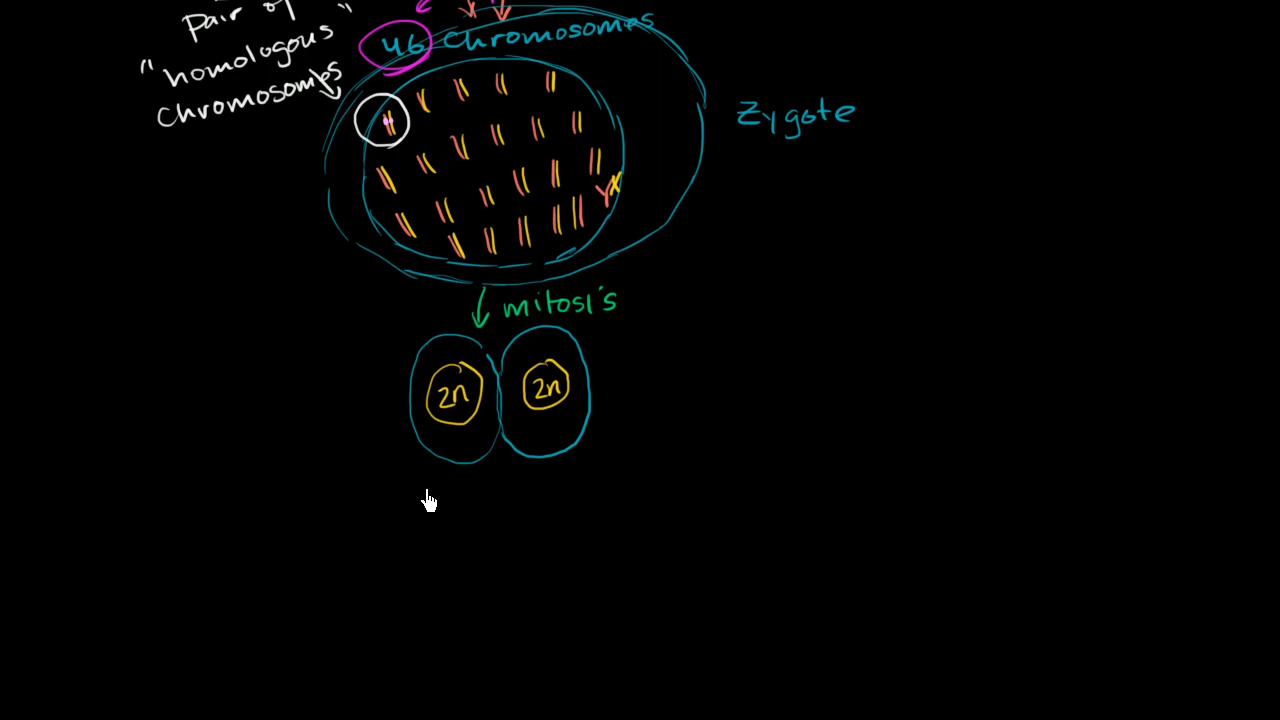 pair of
"homologous"
chromosomes
46 Chromosomes
Zygote
Y X
mitosis
2n 2n